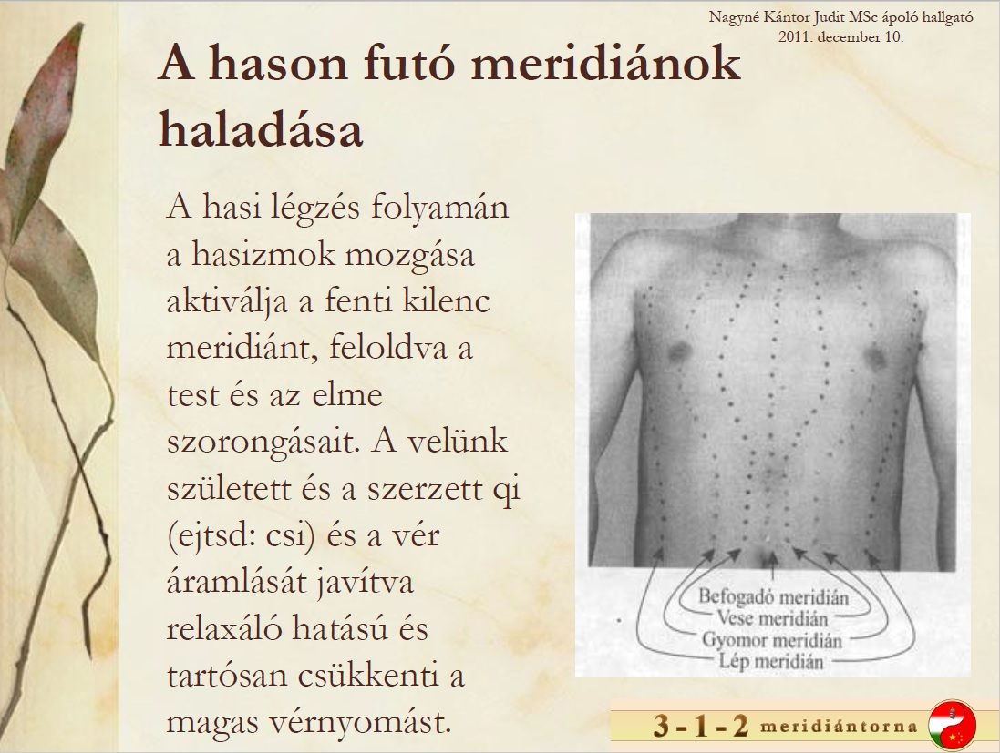 Nagyné Kántor Judit MSc ápoló hallgató
2011. december 10.
A hason futó meridiánok
haladása
A hasi légzés folyamán
a hasizmok mozgása
aktiválja a fenti kilenc
meridiánt, feloldva a
test és az elme
szorongásait. A velünk
született és a szerzett qi
(ejtsd: csi) és a vér
áramlását javítva
relaxáló hatású és
tartósan csükkenti a
magas vérnyomást.
Befogadó meridián
Vese meridián
Gyomor meridián
Lép meridián
3-1-2 meridiántorna